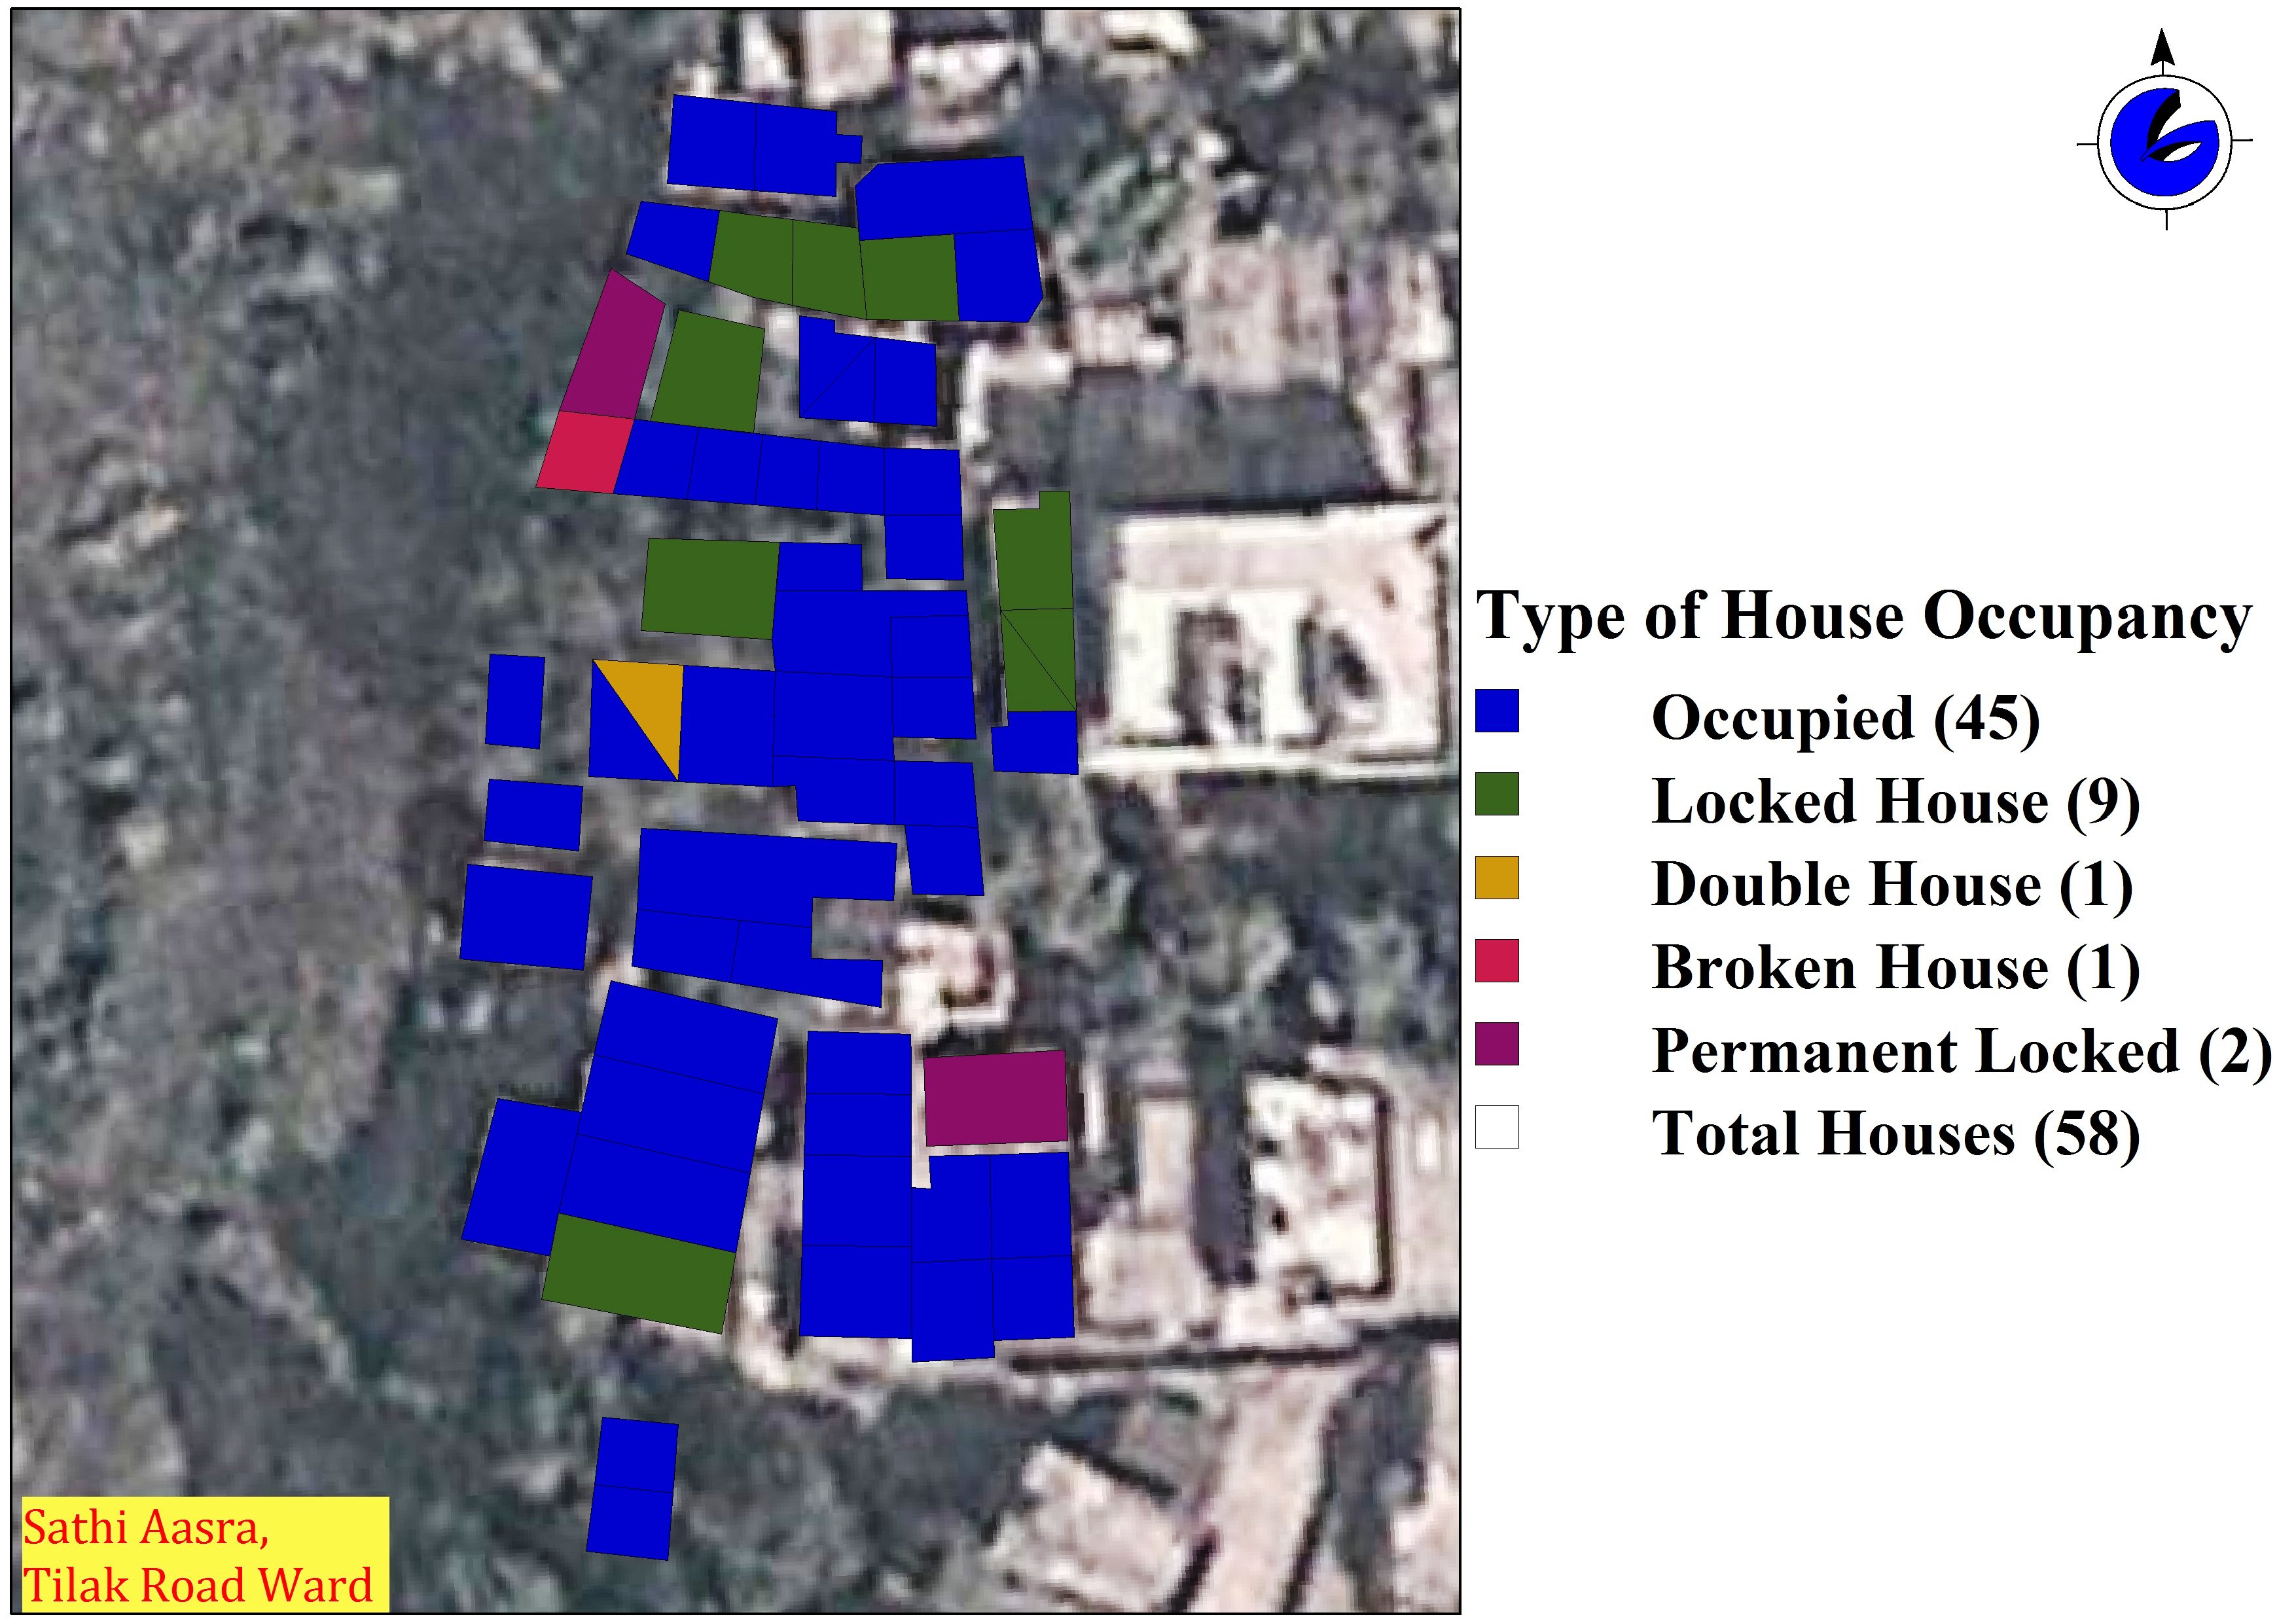 Type of House Occupancy
Occupied (45)
Locked House (9)
Double House (1)
Broken House (1)
Permanent Locked (2)
Total Houses (58)
Sathi Aasra,
Tilak Road Ward